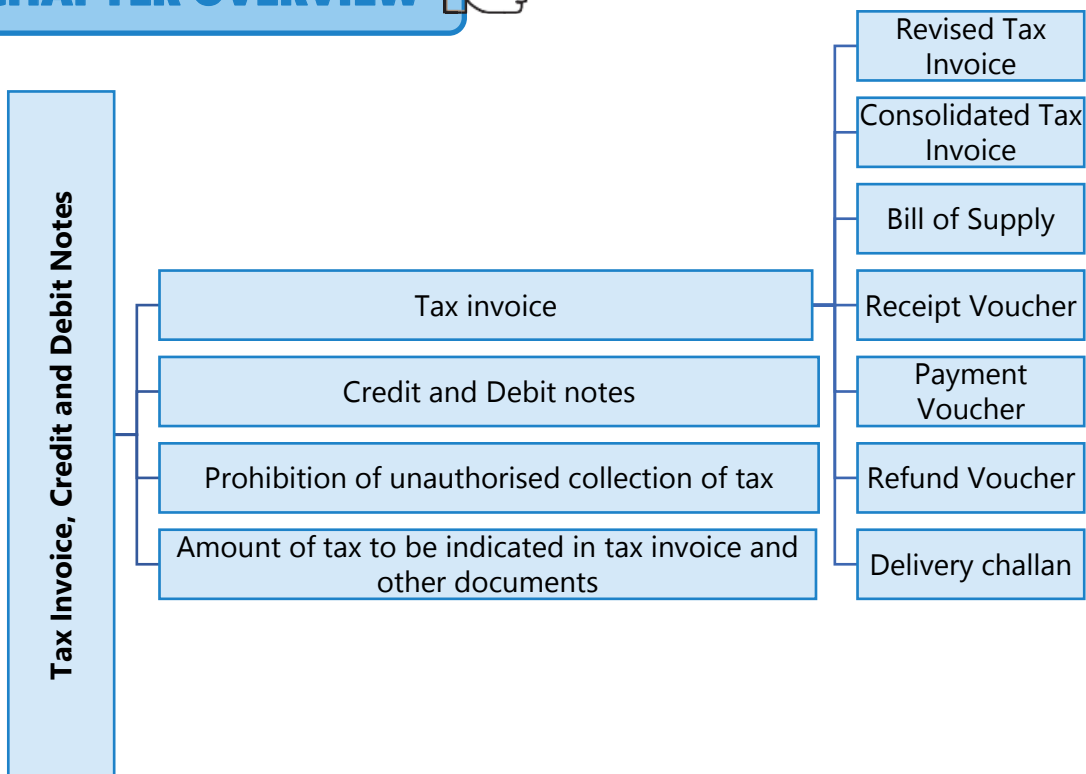 CHAPTER OVERVIEW
Tax Invoice, Credit and Debit Notes
Tax invoice
Credit and Debit notes
Prohibition of unauthorised collection of tax
Amount of tax to be indicated in tax invoice and
other documents
Revised Tax
Invoice
Consolidated Tax
Invoice
Bill of Supply
Receipt Voucher
Payment
Voucher
Refund Voucher
Delivery challan